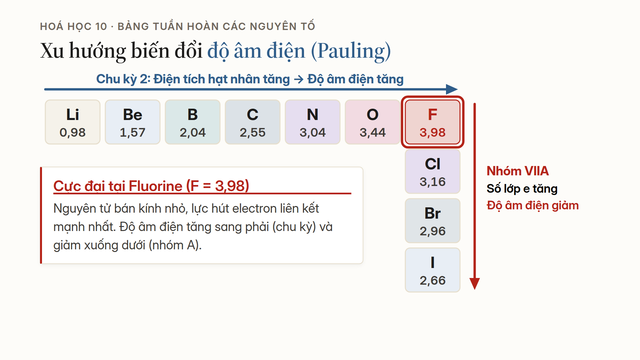 HOÁ HỌC 10 · BẢNG TUẦN HOÀN CÁC NGUYÊN TỐ
Xu hướng biến đổi độ âm điện (Pauling)
Chu kỳ 2: Điện tích hạt nhân tăng → Độ âm điện tăng
Li Be B C N O F
0,98 1,57 2,04 2,55 3,04 3,44 3,98
Cl
3,16
Br
2,96
I
2,66
Nhóm VIIA
Số lớp e tăng
Độ âm điện giảm
Cực đại tại Fluorine (F = 3,98)
Nguyên tử bán kính nhỏ, lực hút electron liên kết
mạnh nhất. Độ âm điện tăng sang phải (chu kỳ) và
giảm xuống dưới (nhóm A).